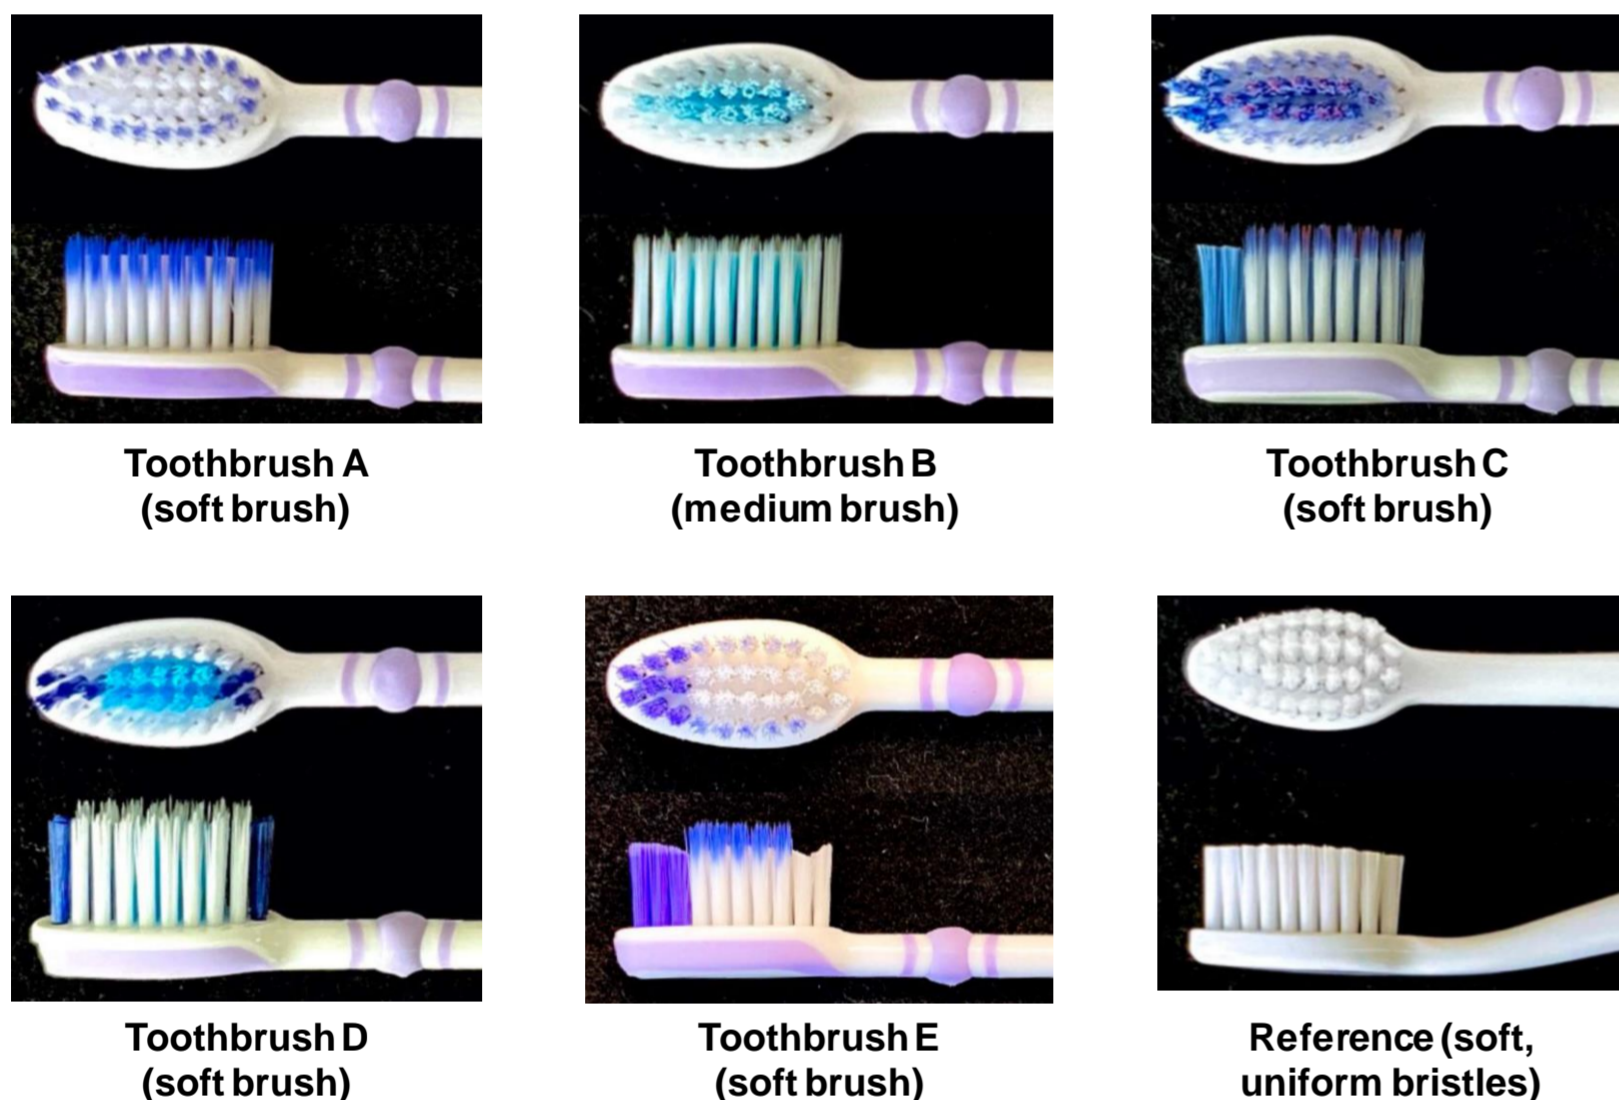 Toothbrush A
(soft brush)
Toothbrush B
(medium brush)
Toothbrush C
(soft brush)
Toothbrush D
(soft brush)
Toothbrush E
(soft brush)
Reference (soft,
uniform bristles)